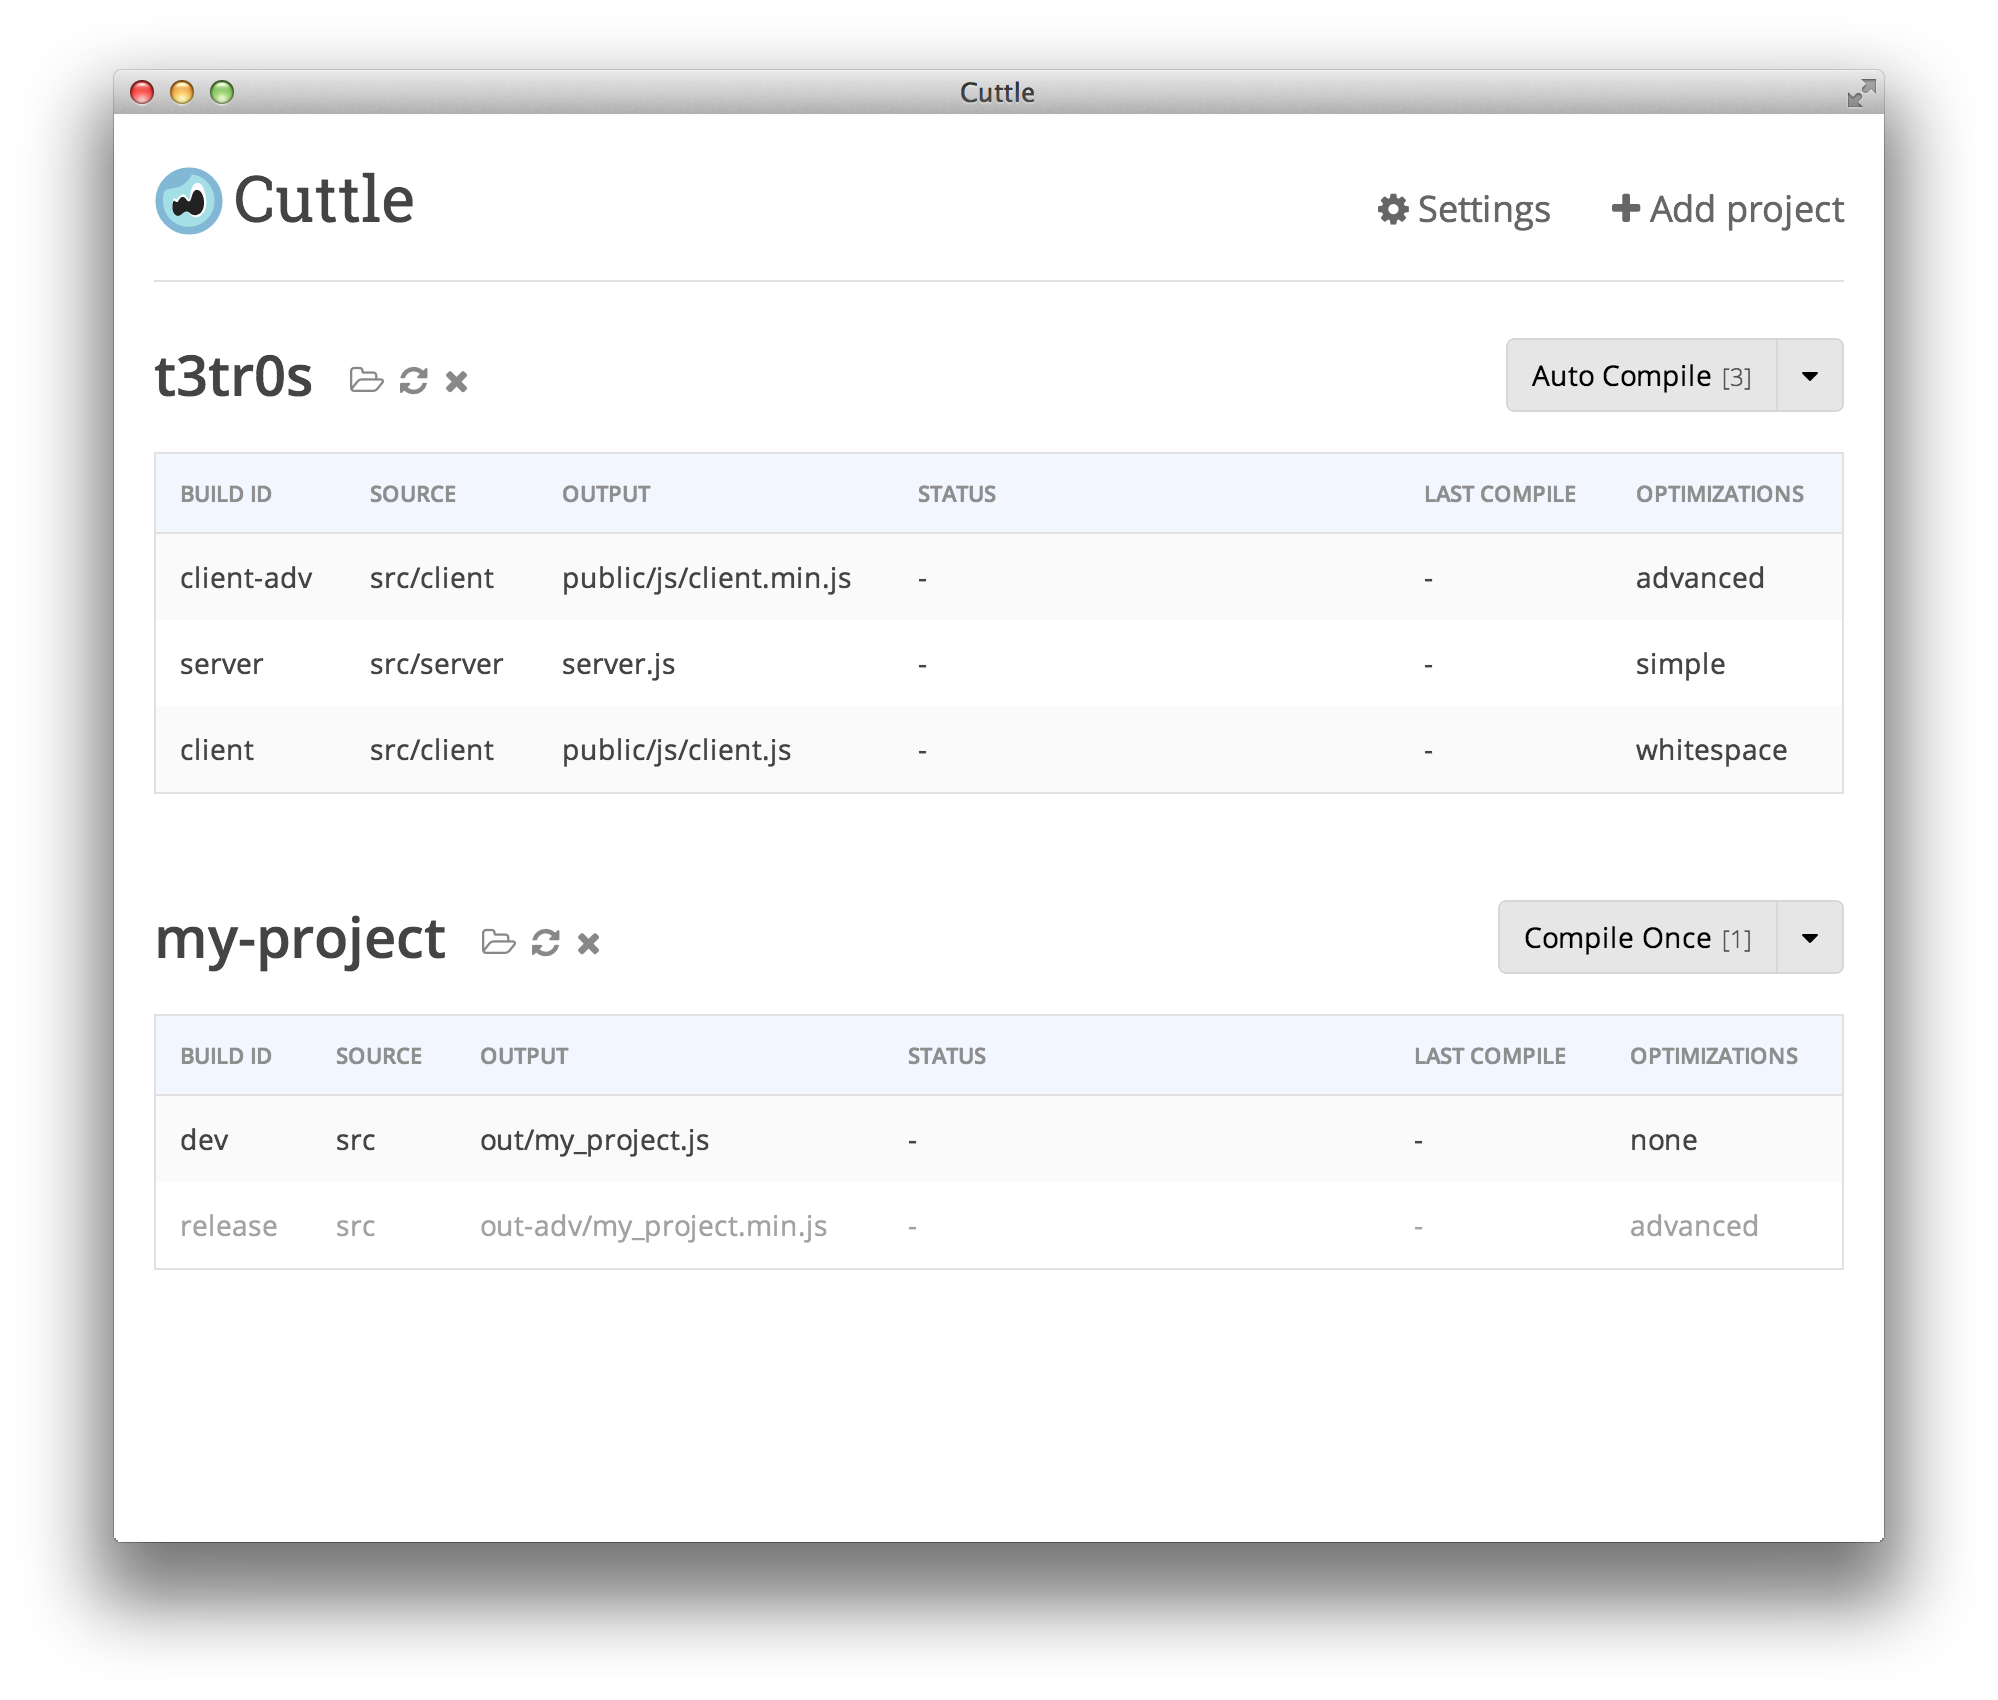 Cuttle
Cuttle
Settings Add project
t3tr0s Auto Compile [3]
BUILD ID SOURCE OUTPUT STATUS LAST COMPILE OPTIMIZATIONS
client-adv src/client public/js/client.min.js - - advanced
server src/server server.js - - simple
client src/client public/js/client.js - - whitespace
my-project Compile Once [1]
BUILD ID SOURCE OUTPUT STATUS LAST COMPILE OPTIMIZATIONS
dev src out/my_project.js - - none
release src out-adv/my_project.min.js - - advanced